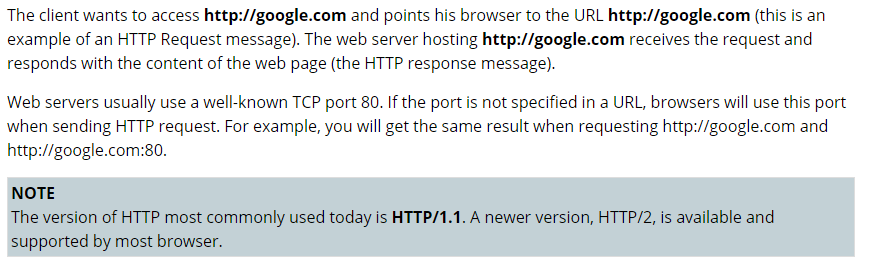 The client wants to access http://google.com and points his browser to the URL http://google.com (this is an
example of an HTTP Request message). The web server hosting http://google.com receives the request and
responds with the content of the web page (the HTTP response message).
Web servers usually use a well-known TCP port 80. If the port is not specified in a URL, browsers will use this port
when sending HTTP request. For example, you will get the same result when requesting http://google.com and
http://google.com:80.
NOTE
The version of HTTP most commonly used today is HTTP/1.1. A newer version, HTTP/2, is available and
supported by most browser.